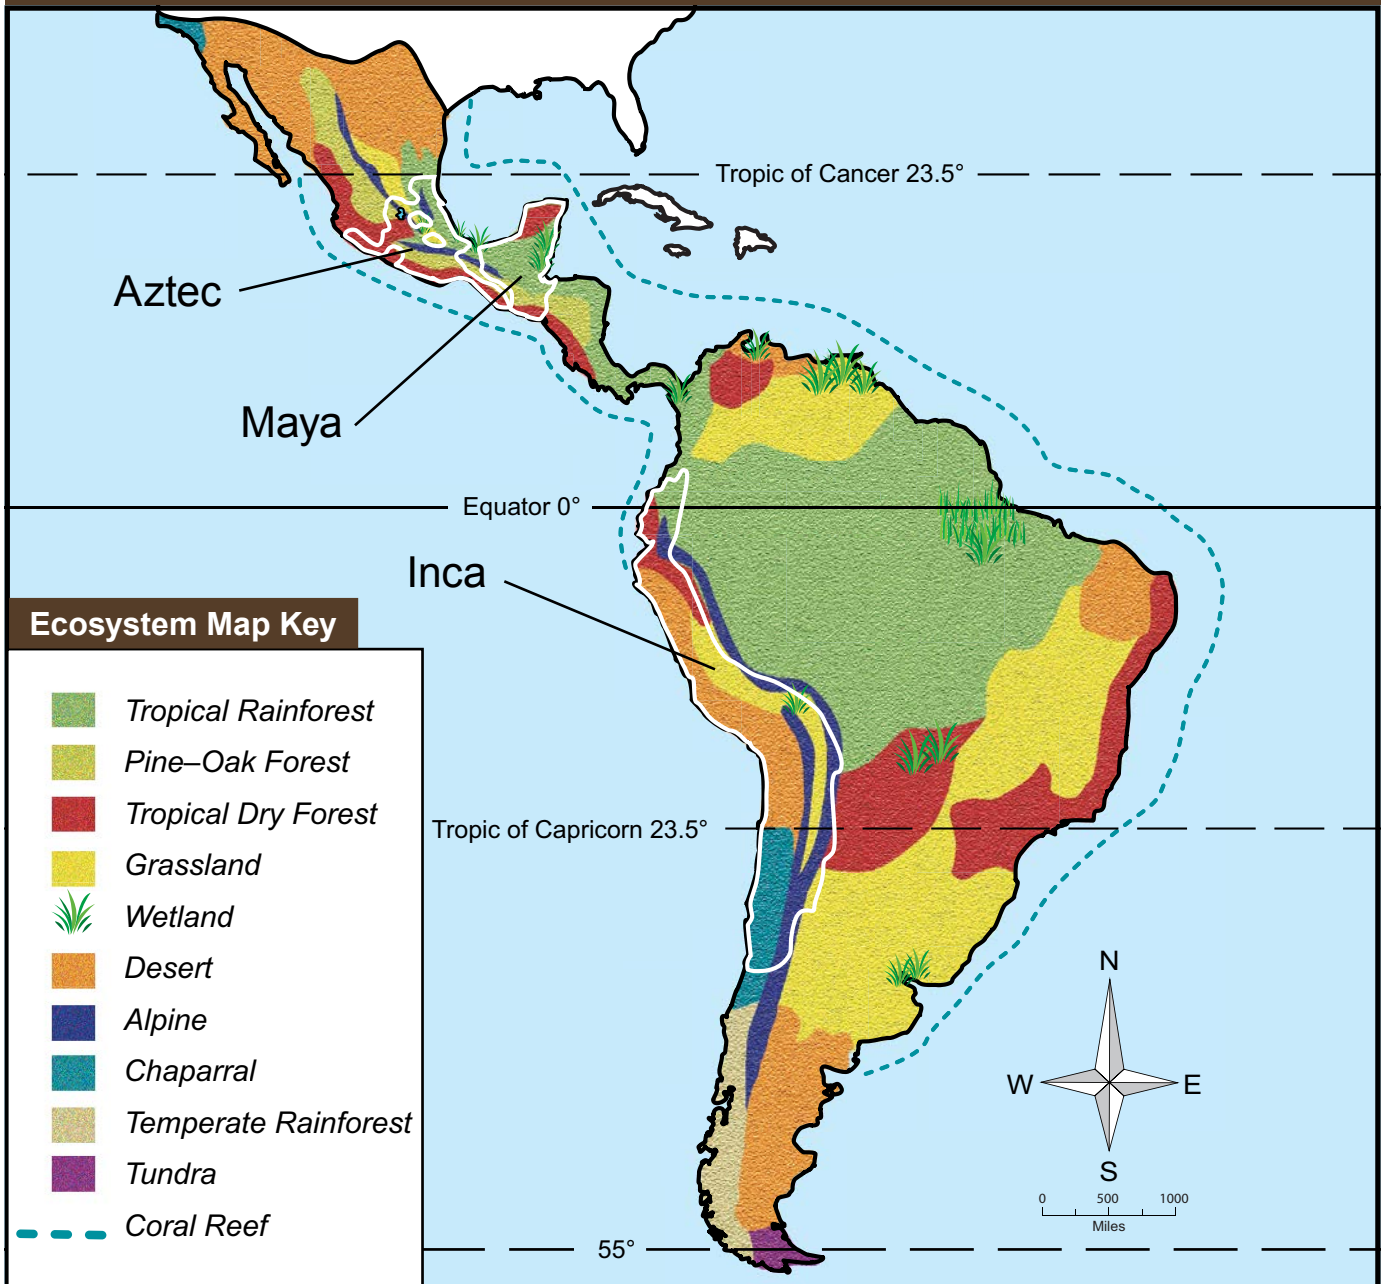 Tropic of Cancer 23.5°
Aztec
Maya
Equator 0°
Inca
Ecosystem Map Key
Tropical Rainforest
Pine–Oak Forest
Tropical Dry Forest
Grassland
Wetland
Desert
Alpine
Chaparral
Temperate Rainforest
Tundra
Coral Reef
Tropic of Capricorn 23.5°
N
W
E
S
0 500 1000
Miles
55°